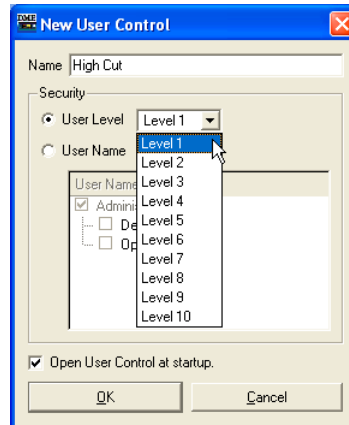 DME
New User Control
Name High Cut
Security
User Level Level 1
User Name
Level 1
Level 2
Level 3
Level 4
Level 5
Level 6
Level 7
Level 8
Level 9
Level 10
User Name
Admini
De
Op
Open User Control at startup.
OK Cancel